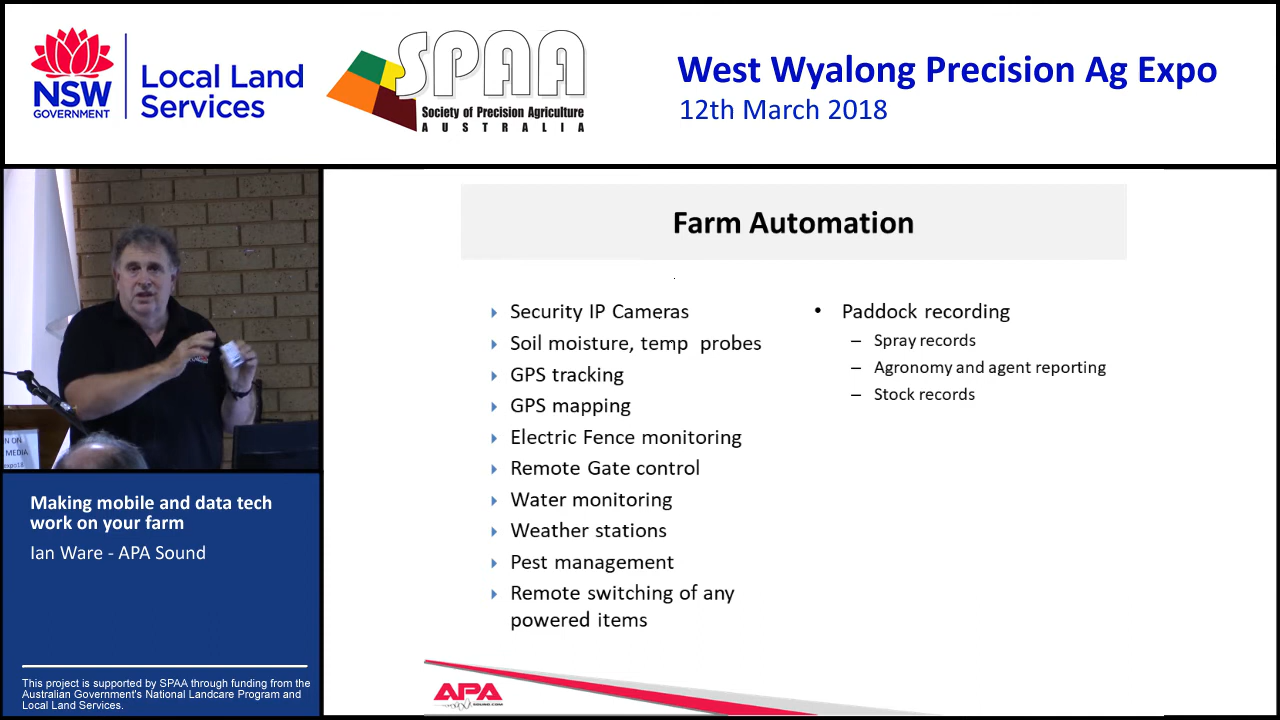 NSW
GOVERNMENT
Local Land
Services
SPAA
Society of Precision Agriculture
AUSTRALIA
West Wyalong Precision Ag Expo
12th March 2018
Farm Automation
Security IP Cameras
Soil moisture, temp probes
GPS tracking
GPS mapping
Electric Fence monitoring
Remote Gate control
Water monitoring
Weather stations
Pest management
Remote switching of any
powered items
• Paddock recording
– Spray records
– Agronomy and agent reporting
– Stock records
N ON
MEDIA
expo18
Making mobile and data tech
work on your farm
Ian Ware - APA Sound
This project is supported by SPAA through funding from the
Australian Government's National Landcare Program and
Local Land Services.
APA
SOUND.COM